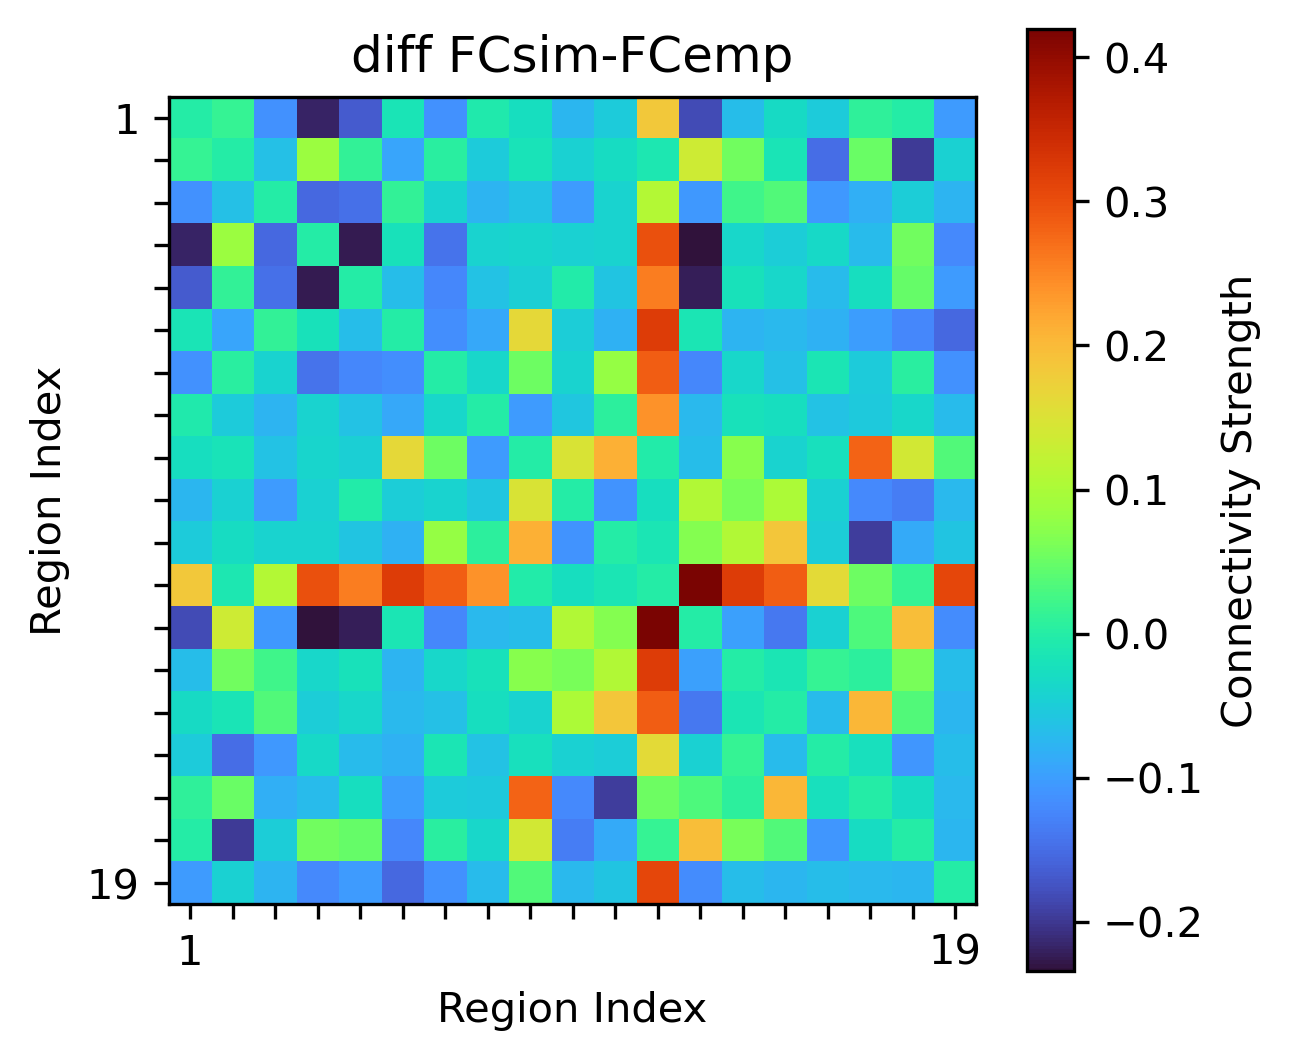 diff FCsim-FCemp
1
19
1
19
Region Index
Region Index
0.4
0.3
0.2
0.1
0.0
−0.1
−0.2
Connectivity Strength